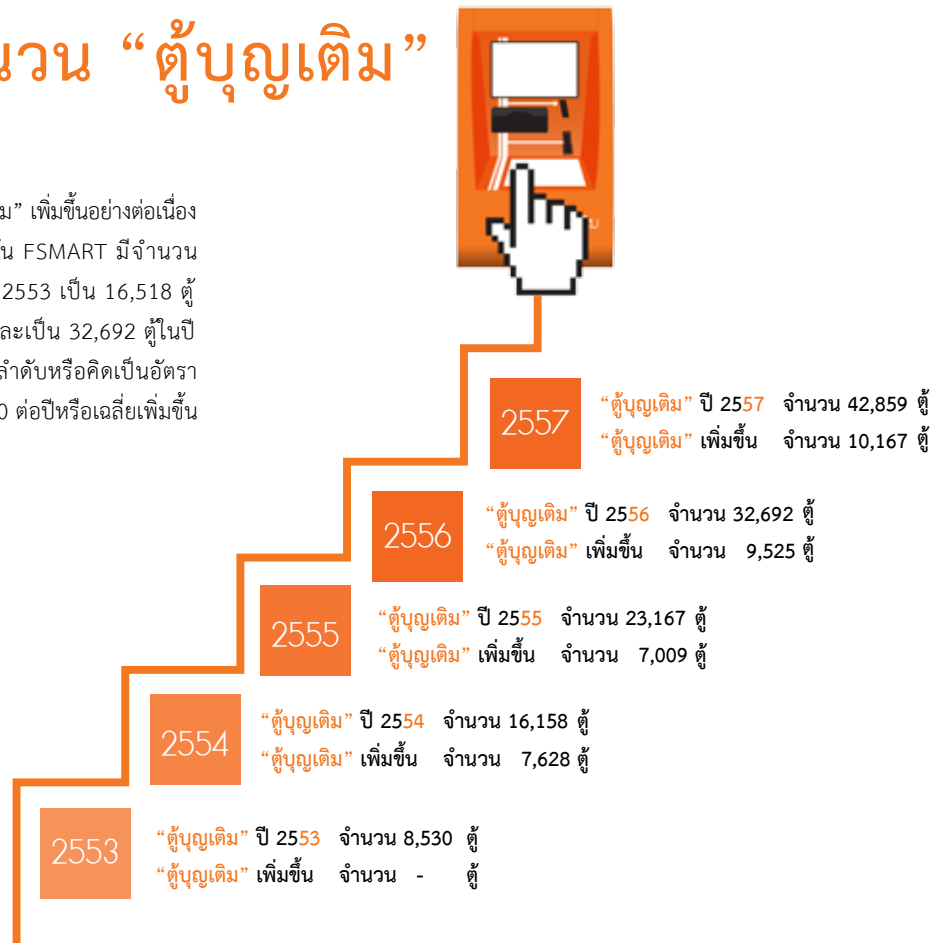 นวน “ตู้บุญเติม”
ม” เพิ่มขึ้นอย่างต่อเนื่อง
น FSMART มีจำนวน
2553 เป็น 16,518 ตู้
ละเป็น 32,692 ตู้ในปี
ลำดับหรือคิดเป็นอัตรา
0 ต่อปีหรือเฉลี่ยเพิ่มขึ้น
2557
“ตู้บุญเติม” ปี 2557 จำนวน 42,859 ตู้
“ตู้บุญเติม” เพิ่มขึ้น จำนวน 10,167 ตู้
2556
“ตู้บุญเติม” ปี 2556 จำนวน 32,692 ตู้
“ตู้บุญเติม” เพิ่มขึ้น จำนวน 9,525 ตู้
2555
“ตู้บุญเติม” ปี 2555 จำนวน 23,167 ตู้
“ตู้บุญเติม” เพิ่มขึ้น จำนวน 7,009 ตู้
2554
“ตู้บุญเติม” ปี 2554 จำนวน 16,158 ตู้
“ตู้บุญเติม” เพิ่มขึ้น จำนวน 7,628 ตู้
2553
“ตู้บุญเติม” ปี 2553 จำนวน 8,530 ตู้
“ตู้บุญเติม” เพิ่มขึ้น จำนวน - ตู้